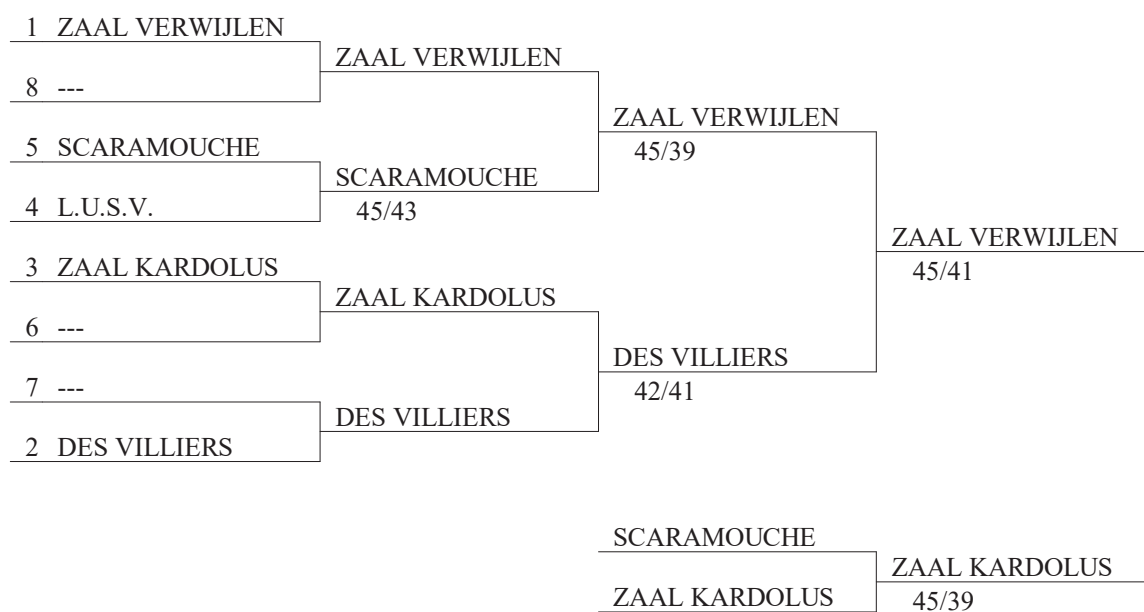 1 ZAAL VERWIJLEN
ZAAL VERWIJLEN
8 ---
ZAAL VERWIJLEN
45/39
5 SCARAMOUCHE
SCARAMOUCHE
45/43
4 L.U.S.V.
ZAAL VERWIJLEN
45/41
3 ZAAL KARDOLUS
ZAAL KARDOLUS
6 ---
DES VILLIERS
42/41
7 ---
DES VILLIERS
2 DES VILLIERS
SCARAMOUCHE
ZAAL KARDOLUS
45/39
ZAAL KARDOLUS